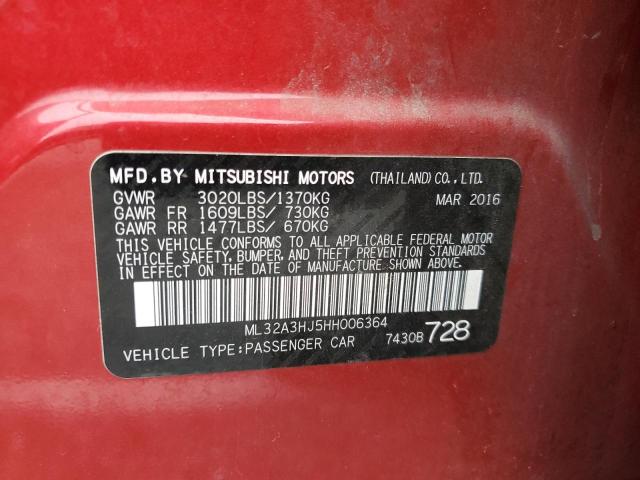 MFD.BY MITSUBISHI MOTORS (THAILAND)CO.,LTD.
GVWR 3020LBS/1370KG MAR 2016
GAWR FR 1609LBS/ 730KG
GAWR RR 1477LBS/ 670KG
THIS VEHICLE CONFORMS TO ALL APPLICABLE FEDERAL MOTOR
VEHICLE SAFETY, BUMPER, AND THEFT PREVENTION STANDARDS
IN EFFECT ON THE DATE OF MANUFACTURE SHOWN ABOVE.
ML32A3HJ5HH006364
VEHICLE TYPE:PASSENGER CAR 7430B 728